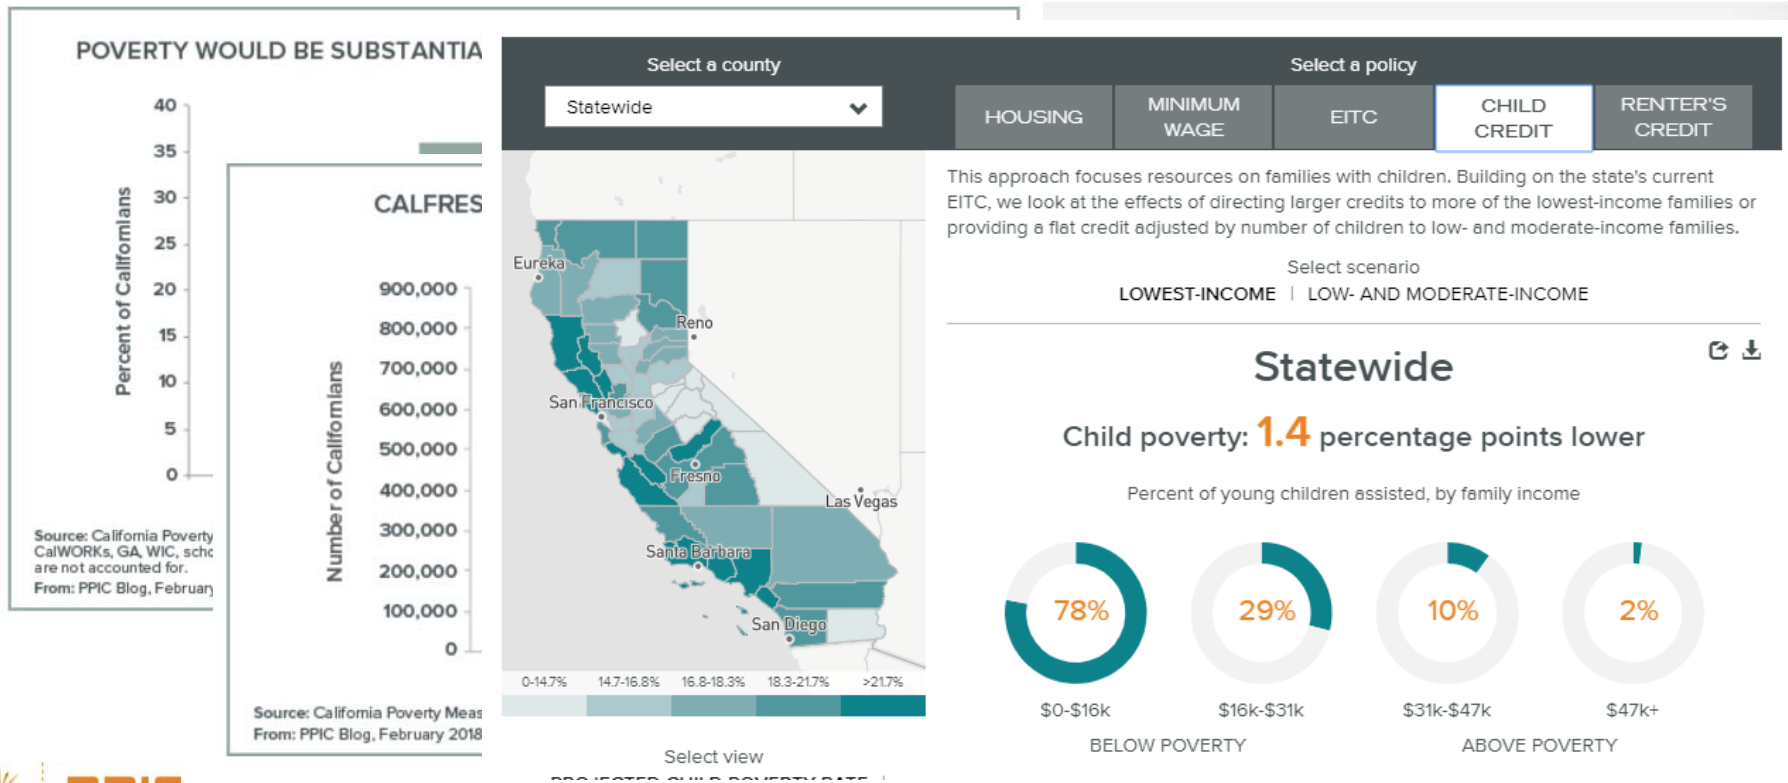 POVERTY WOULD BE SUBSTANTIA
40
35
30
25
20
15
10
5
0
Percent of Californians
Source: California Poverty
CalWORKs, GA, WIC, scho
are not accounted for.
From: PPIC Blog, February
CALFRES
900,000
800,000
700,000
600,000
500,000
400,000
300,000
200,000
100,000
0
Number of Californians
Source: California Poverty Meas
From: PPIC Blog, February 2018
Select a county
Statewide
Select a policy
HOUSING
MINIMUM
WAGE
EITC
CHILD
CREDIT
RENTER'S
CREDIT
Eureka
Reno
San Francisco
Fresno
Las Vegas
Santa Barbara
San Diego
0-14.7% 14.7-16.8% 16.8-18.3% 18.3-21.7% >21.7%
Select view
PROJECTED CHILD POVERTY RATE |
This approach focuses resources on families with children. Building on the state's current
EITC, we look at the effects of directing larger credits to more of the lowest-income families or
providing a flat credit adjusted by number of children to low- and moderate-income families.
Select scenario
LOWEST-INCOME | LOW- AND MODERATE-INCOME
Statewide
Child poverty: 1.4 percentage points lower
Percent of young children assisted, by family income
78% 29% 10% 2%
$0-$16k $16k-$31k $31k-$47k $47k+
BELOW POVERTY ABOVE POVERTY
PPIC